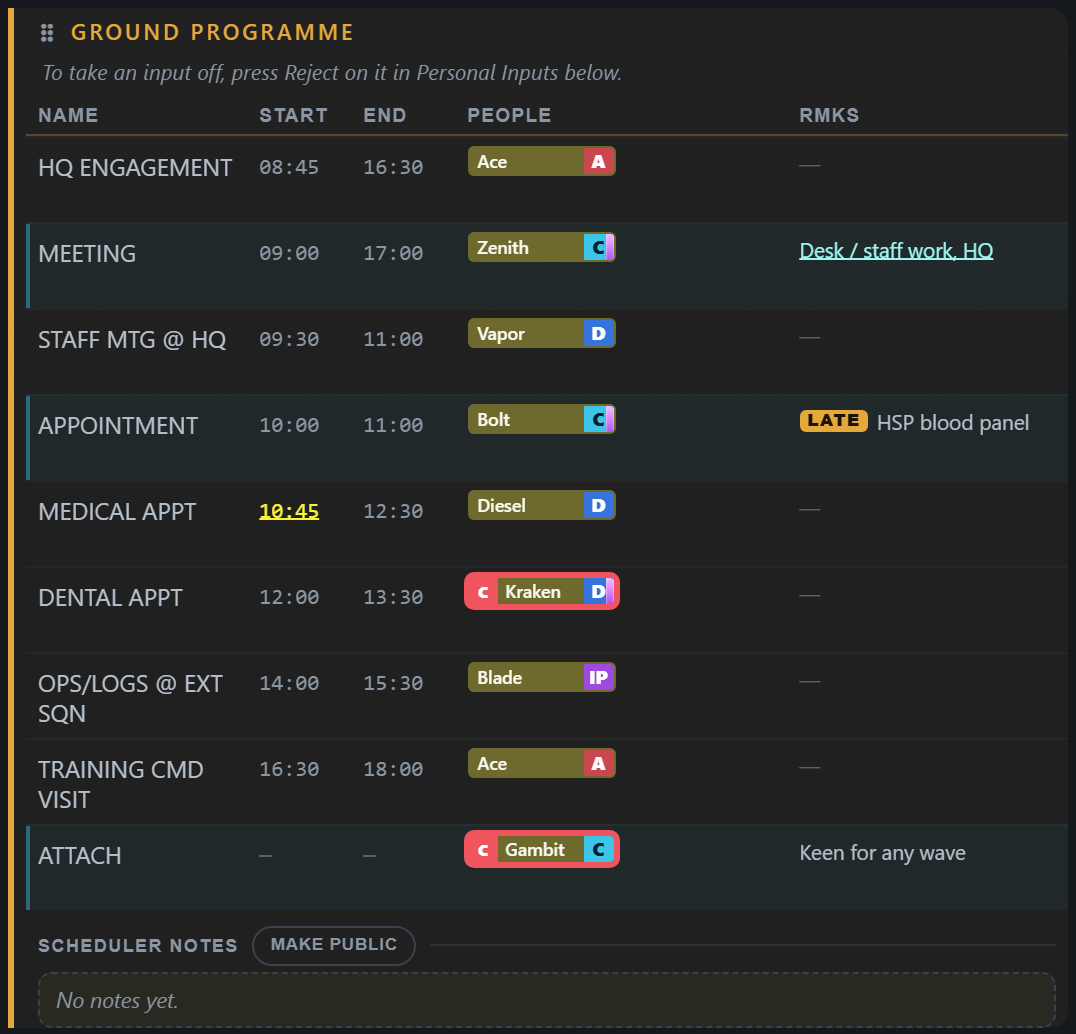 GROUND PROGRAMME
To take an input off, press Reject on it in Personal Inputs below.
NAME START END PEOPLE RMKS
HQ ENGAGEMENT 08:45 16:30 Ace A —
MEETING 09:00 17:00 Zenith C Desk / staff work, HQ
STAFF MTG @ HQ 09:30 11:00 Vapor D —
APPOINTMENT 10:00 11:00 Bolt C LATE HSP blood panel
MEDICAL APPT 10:45 12:30 Diesel D —
DENTAL APPT 12:00 13:30 c Kraken D —
OPS/LOGS @ EXT 14:00 15:30 Blade IP —
SQN
TRAINING CMD 16:30 18:00 Ace A —
VISIT
ATTACH – – c Gambit C Keen for any wave
SCHEDULER NOTES MAKE PUBLIC
No notes yet.